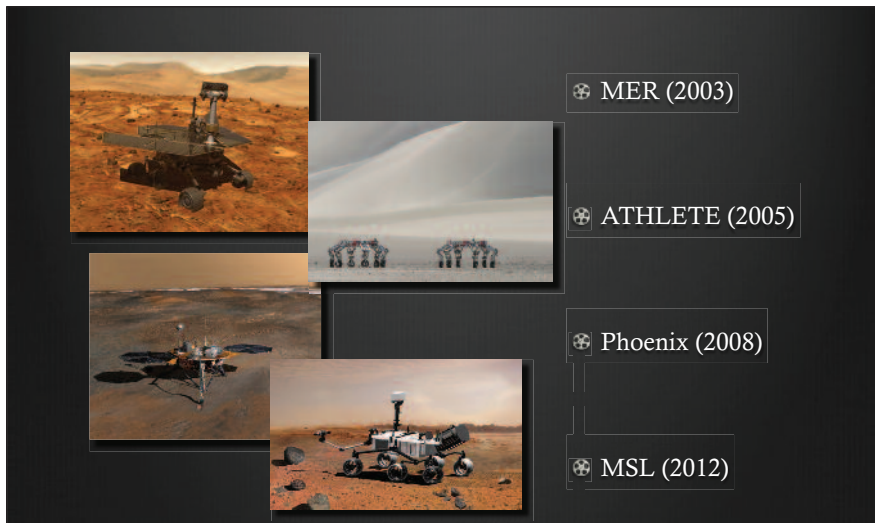 MER (2003)
ATHLETE (2005)
Phoenix (2008)
MSL (2012)